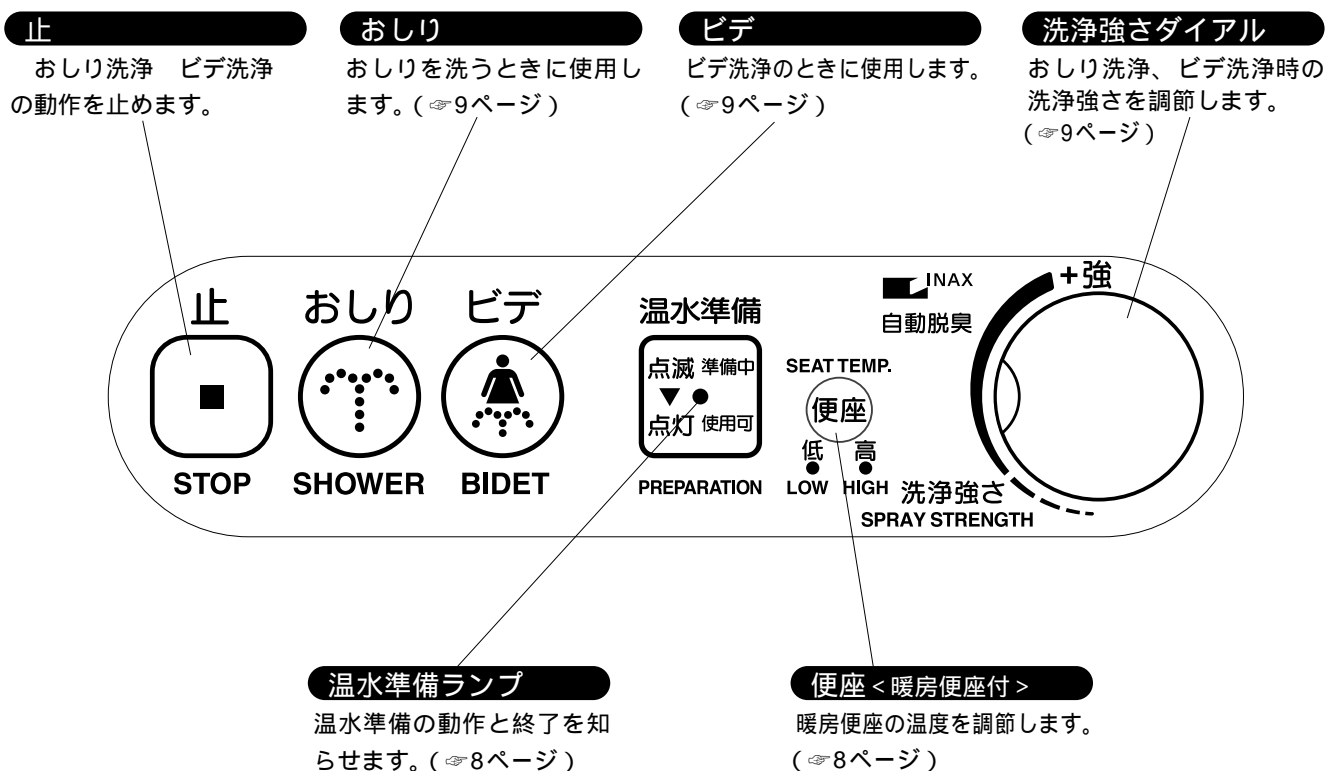 止
おしり洗浄　ビデ洗浄
の動作を止めます。
おしり
おしりを洗うときに使用し
ます。( ☞9ページ )
ビデ
ビデ洗浄のときに使用します。
( ☞9ページ )
洗浄強さダイアル
おしり洗浄、ビデ洗浄時の
洗浄強さを調節します。
( ☞9ページ )
止
STOP
おしり
SHOWER
ビデ
BIDET
温水準備
点滅 準備中
▼ ●
点灯 使用可
PREPARATION
INAX
自動脱臭
SEAT TEMP.
便座
低 高
LOW HIGH
+強
洗浄強さ
SPRAY STRENGTH
温水準備ランプ
温水準備の動作と終了を知
らせます。( ☞8ページ )
便座 < 暖房便座付 >
暖房便座の温度を調節します。
( ☞8ページ )